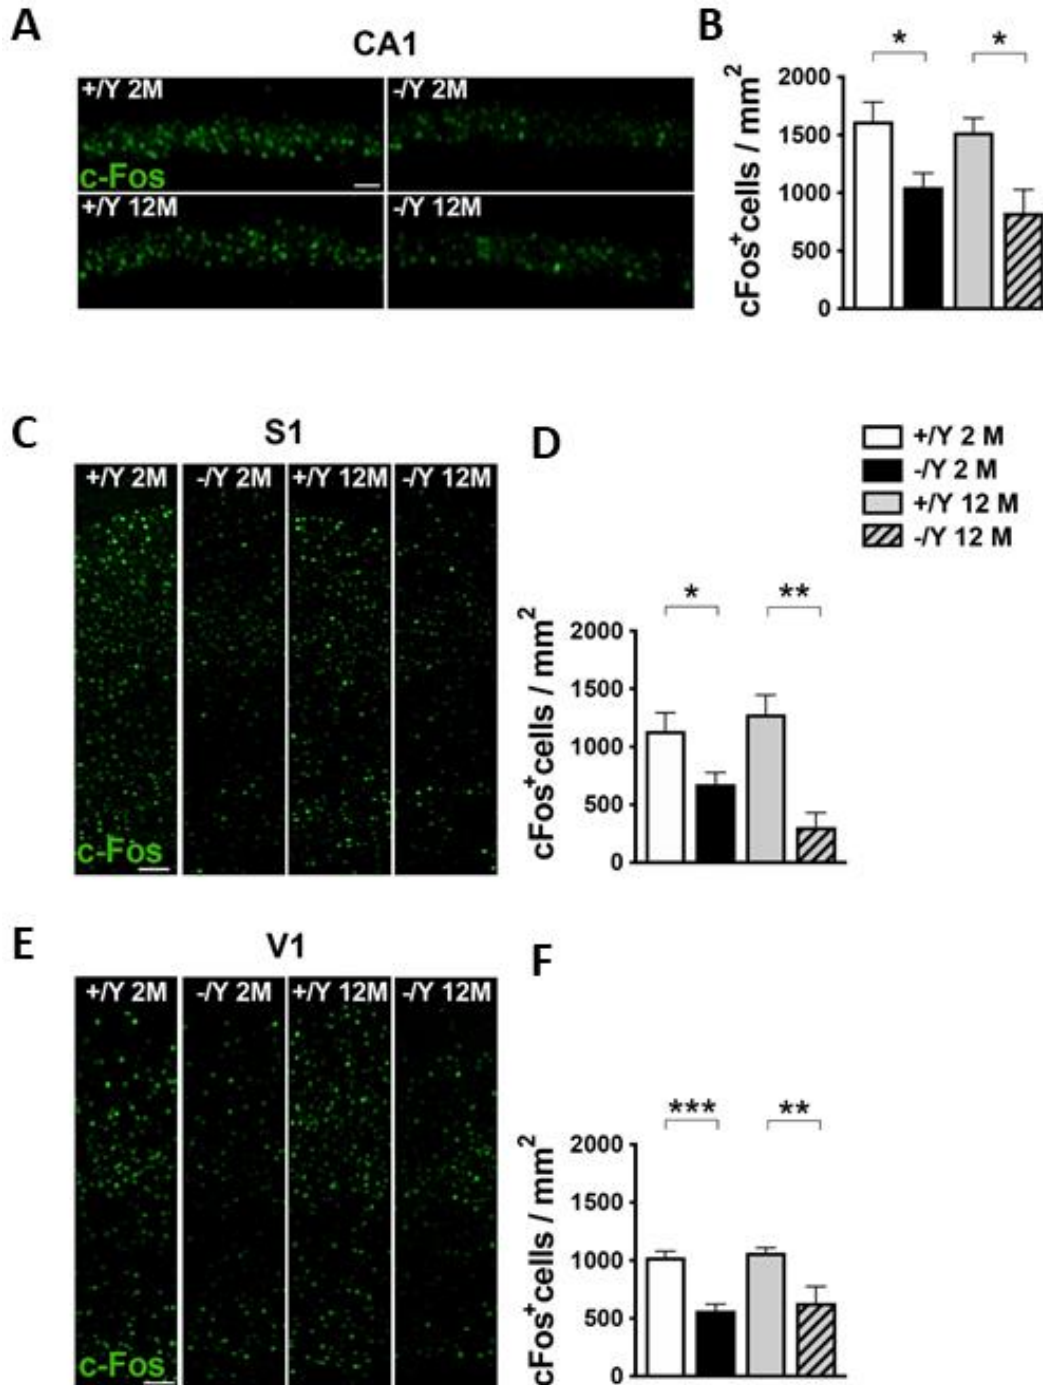 A
CA1
+/Y 2M
-/Y 2M
c-Fos
+/Y 12M
-/Y 12M
B
*
*
cFos+cells / mm2
2000
1500
1000
500
0
C
S1
+/Y 2M
-/Y 2M
+/Y 12M
-/Y 12M
c-Fos
D
+/Y 2 M
-/Y 2 M
+/Y 12 M
-/Y 12 M
*
**
cFos+cells / mm2
2000
1500
1000
500
0
E
V1
+/Y 2M
-/Y 2M
+/Y 12M
-/Y 12M
c-Fos
F
***
**
cFos+cells / mm2
2000
1500
1000
500
0